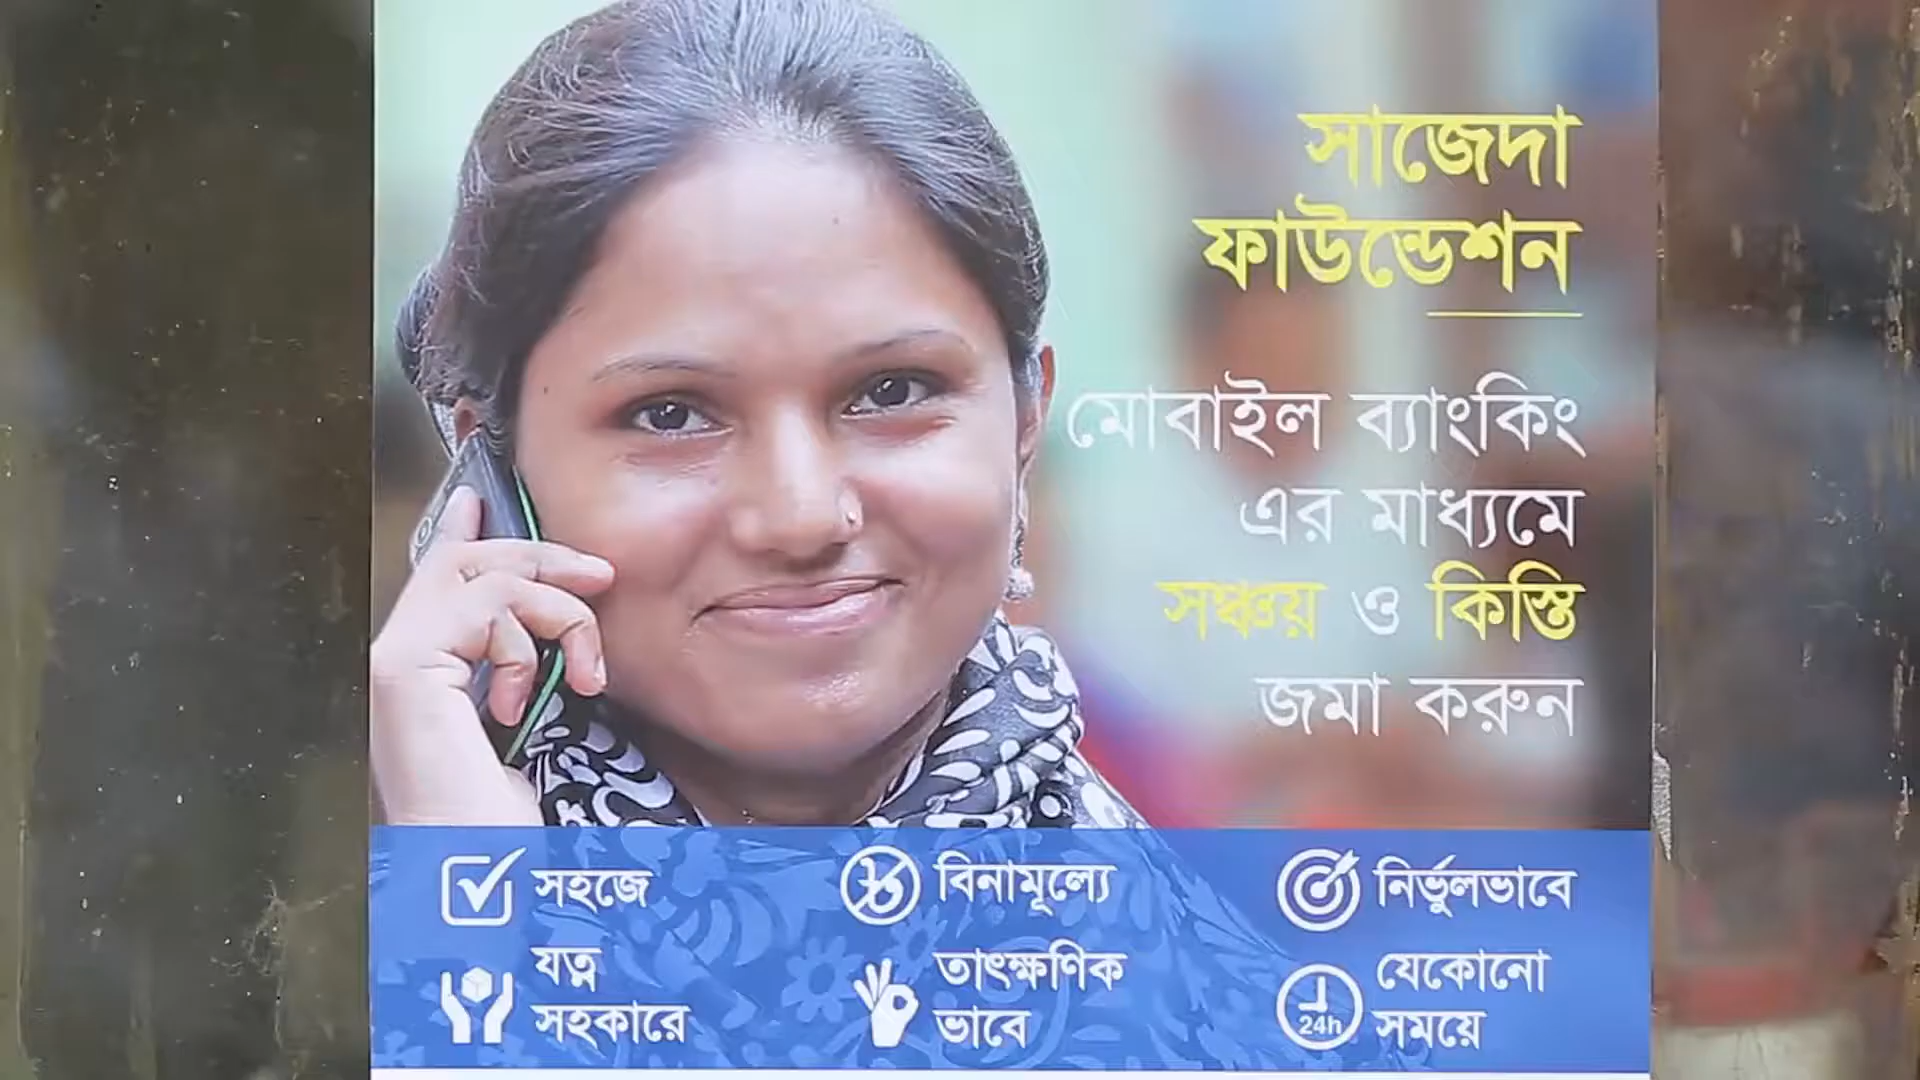 সাজেদা
ফাউন্ডেশন
মোবাইল ব্যাংকিং
এর মাধ্যমে
সঞ্চয় ও কিস্তি
জমা করুন
সহজে
বিনামূল্যে
নির্ভুলভাবে
যত্ন
সহকারে
তাৎক্ষণিক
ভাবে
24h
যেকোনো
সময়ে